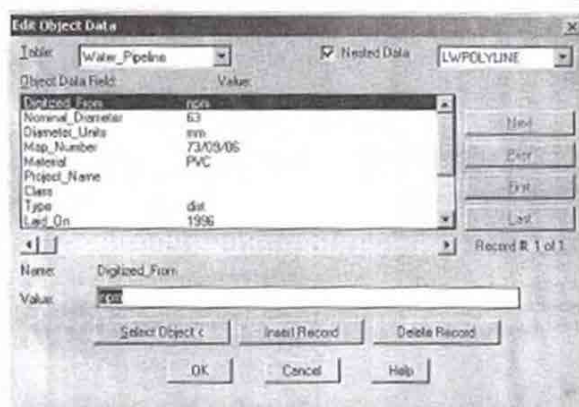 Edit Object Data
Table: Water_Pipeline Nested Data LWPOLYLINE
Object Data Field: Value:
Digitized_From npm
Nominal_Diameter 63
Diameter_Units mm
Map_Number 73/09/06
Material PVC
Project_Name
Class
Type dist
Laid_On 1996
Next
Prior
First
Last
Record #: 1 of 1
Name: Digitized_From
Value: npm
Select Object < Insert Record Delete Record
OK Cancel Help